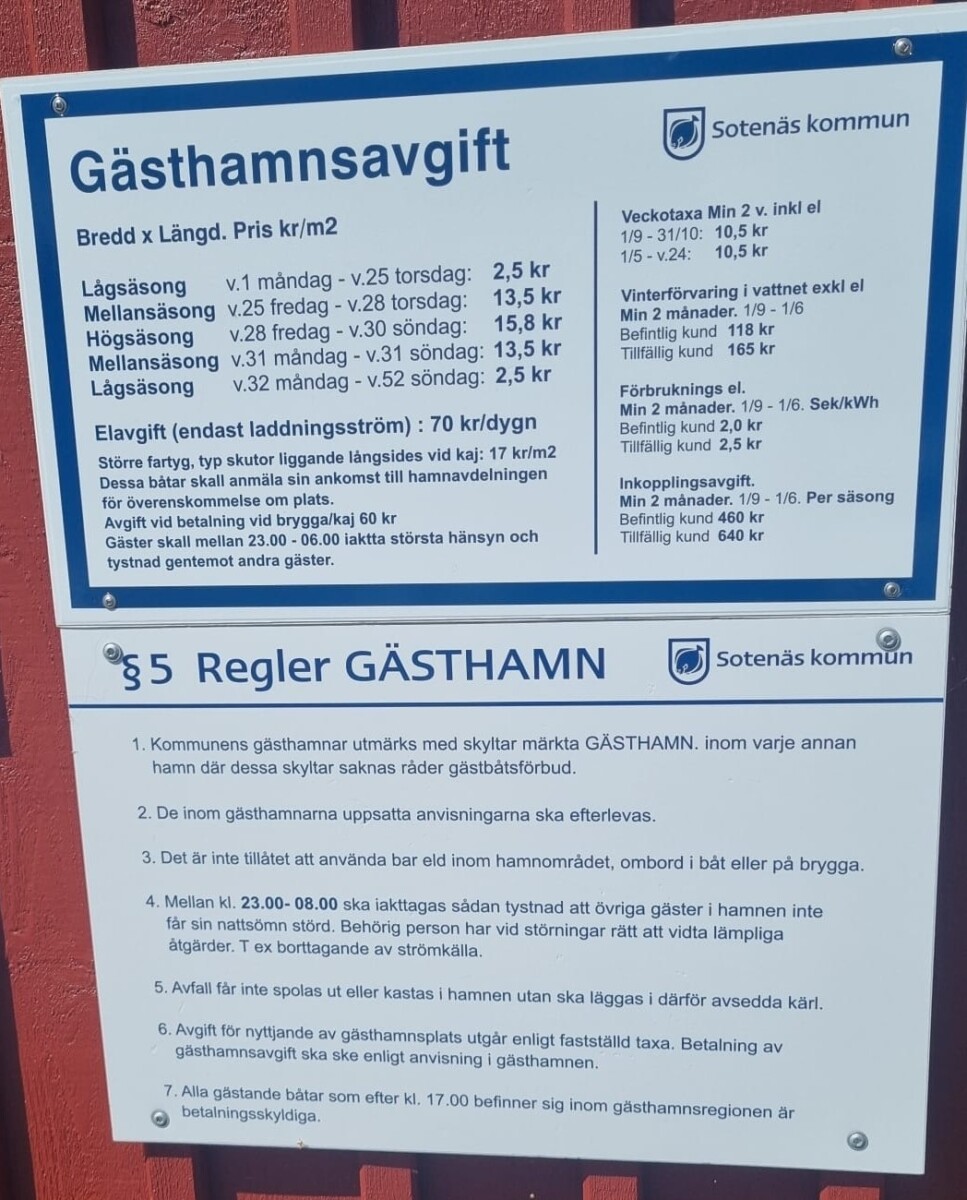 Sotenäs kommun
Gästhamnsavgift
Bredd x Längd. Pris kr/m2
Lågsäsong v.1 måndag - v.25 torsdag: 2,5 kr
Mellansäsong v.25 fredag - v.28 torsdag: 13,5 kr
Högsäsong v.28 fredag - v.30 söndag: 15,8 kr
Mellansäsong v.31 måndag - v.31 söndag: 13,5 kr
Lågsäsong v.32 måndag - v.52 söndag: 2,5 kr
Elavgift (endast laddningsström) : 70 kr/dygn
Större fartyg, typ skutor liggande långsides vid kaj: 17 kr/m2
Dessa båtar skall anmäla sin ankomst till hamnavdelningen
för överenskommelse om plats.
Avgift vid betalning vid brygga/kaj 60 kr
Gäster skall mellan 23.00 - 06.00 iaktta största hänsyn och
tystnad gentemot andra gäster.
Veckotaxa Min 2 v. inkl el
1/9 - 31/10: 10,5 kr
1/5 - v.24: 10,5 kr
Vinterförvaring i vattnet exkl el
Min 2 månader. 1/9 - 1/6
Befintlig kund 118 kr
Tillfällig kund 165 kr
Förbruknings el.
Min 2 månader. 1/9 - 1/6. Sek/kWh
Befintlig kund 2,0 kr
Tillfällig kund 2,5 kr
Inkopplingsavgift.
Min 2 månader. 1/9 - 1/6. Per säsong
Befintlig kund 460 kr
Tillfällig kund 640 kr
§ 5 Regler GÄSTHAMN
Sotenäs kommun
1. Kommunens gästhamnar utmärks med skyltar märkta GÄSTHAMN. inom varje annan
hamn där dessa skyltar saknas råder gästbåtsförbud.
2. De inom gästhamnarna uppsatta anvisningarna ska efterlevas.
3. Det är inte tillåtet att använda bar eld inom hamnområdet, ombord i båt eller på brygga.
4. Mellan kl. 23.00- 08.00 ska iakttagas sådan tystnad att övriga gäster i hamnen inte
får sin nattsömn störd. Behörig person har vid störningar rätt att vidta lämpliga
åtgärder. T ex borttagande av strömkälla.
5. Avfall får inte spolas ut eller kastas i hamnen utan ska läggas i därför avsedda kärl.
6. Avgift för nyttjande av gästhamnsplats utgår enligt fastställd taxa. Betalning av
gästhamnsavgift ska ske enligt anvisning i gästhamnen.
7. Alla gästande båtar som efter kl. 17.00 befinner sig inom gästhamnsregionen är
betalningsskyldiga.